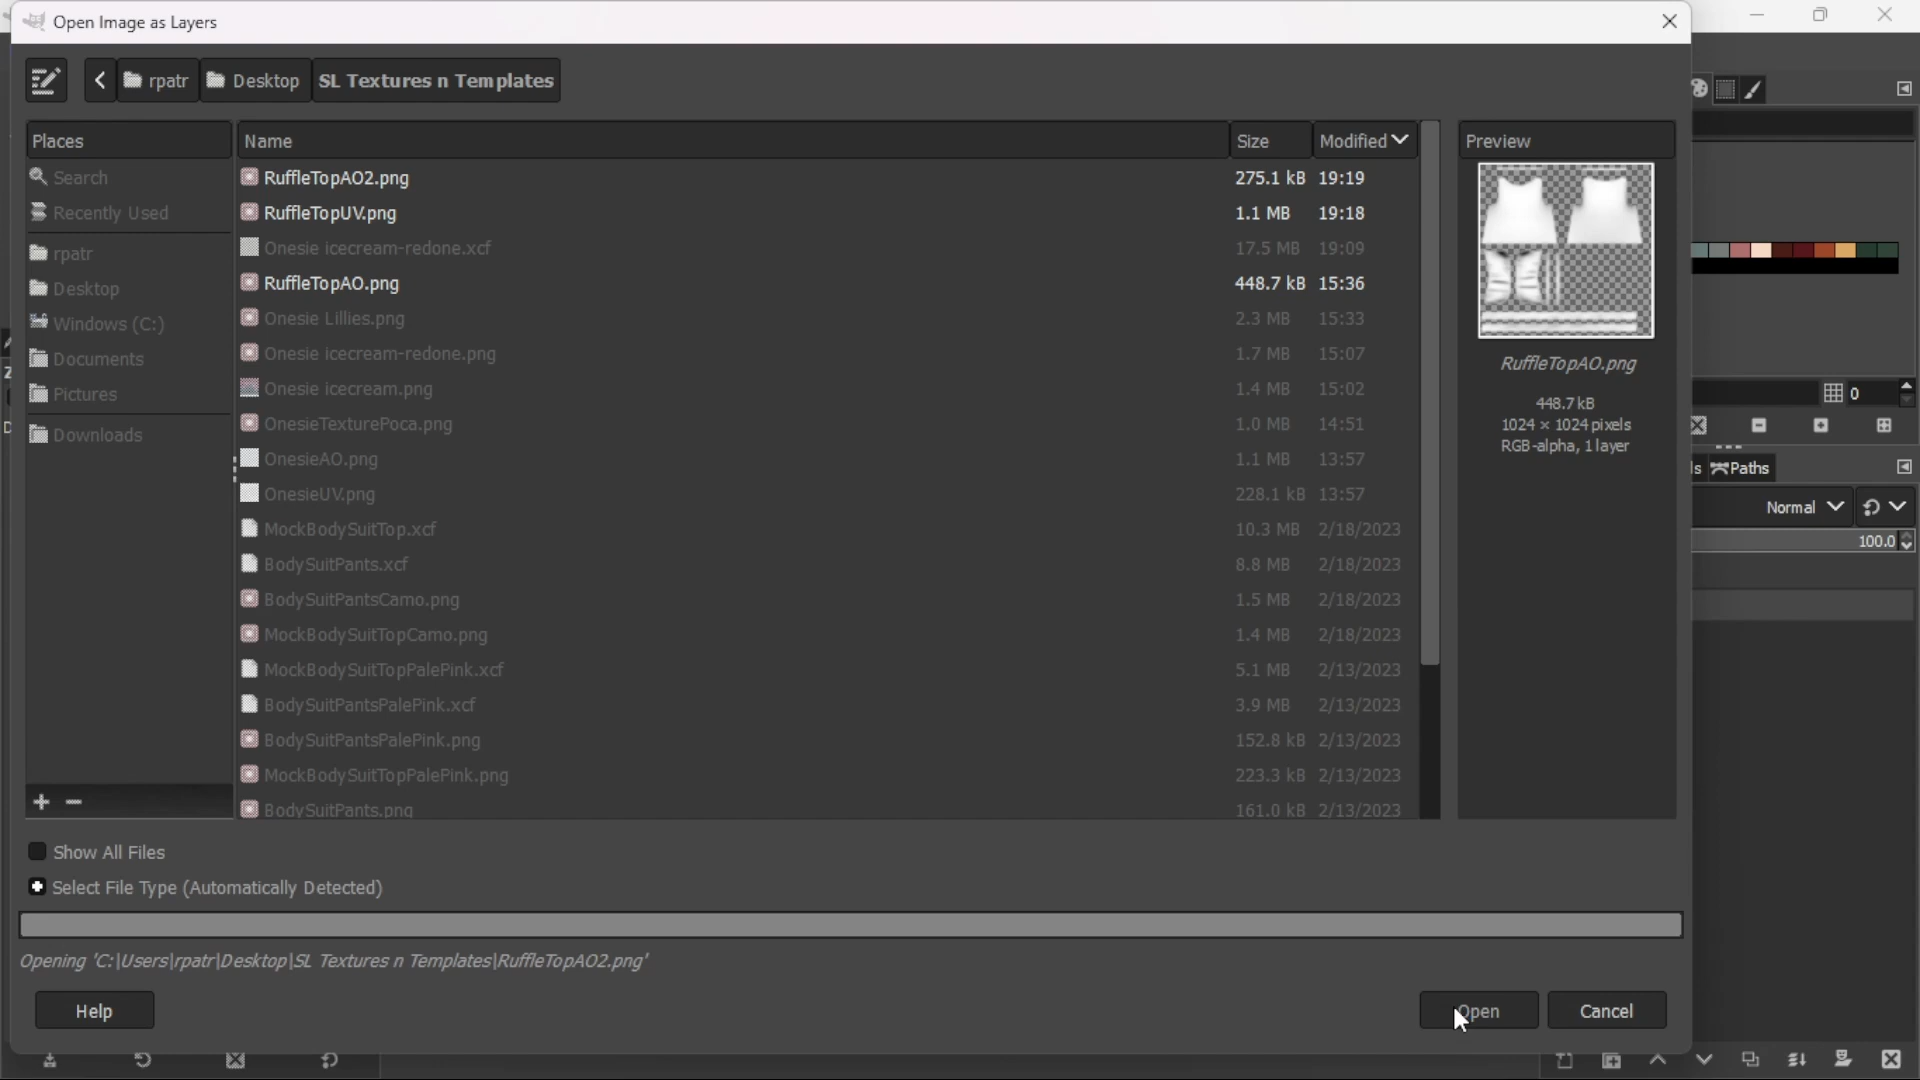 Open Image as Layers
rpatr Desktop SL Textures n Templates
Places Name Size Modified Preview
Search
Recently Used
rpatr
Desktop
Windows (C:)
Documents
Pictures
Downloads
RuffleTopAO2.png 275.1 kB 19:19
RuffleTopUV.png 1.1 MB 19:18
Onesie icecream-redone.xcf 17.5 MB 19:09
RuffleTopAO.png 448.7 kB 15:36
Onesie Lillies.png 2.3 MB 15:33
Onesie icecream-redone.png 1.7 MB 15:07
Onesie icecream.png 1.4 MB 15:02
OnesieTexturePoca.png 1.0 MB 14:51
OnesieAO.png 1.1 MB 13:57
OnesieUV.png 228.1 kB 13:57
MockBodySuitTop.xcf 10.3 MB 2/18/2023
BodySuitPants.xcf 8.8 MB 2/18/2023
BodySuitPantsCamo.png 1.5 MB 2/18/2023
MockBodySuitTopCamo.png 1.4 MB 2/18/2023
MockBodySuitTopPalePink.xcf 5.1 MB 2/13/2023
BodySuitPantsPalePink.xcf 3.9 MB 2/13/2023
BodySuitPantsPalePink.png 152.8 kB 2/13/2023
MockBodySuitTopPalePink.png 223.3 kB 2/13/2023
BodySuitPants.png 161.0 kB 2/13/2023
RuffleTopAO.png
448.7 kB
1024 × 1024 pixels
RGB-alpha, 1 layer
0
ls Paths
Normal
100.0
Show All Files
Select File Type (Automatically Detected)
Opening 'C:\Users\rpatr\Desktop\SL Textures n Templates\RuffleTopAO2.png'
Help Open Cancel